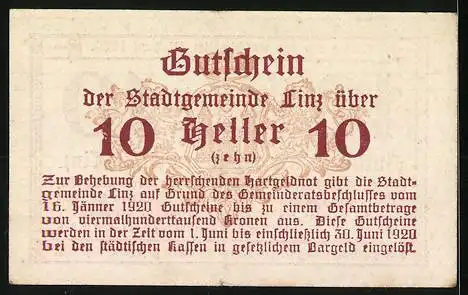 Gutschein
der Stadtgemeinde Linz über
10 Heller 10
(zehn)
Zur Behebung der herrschenden Hartgeldnot gibt die Stadt-
gemeinde Linz auf Grund des Gemeinderatsbeschlusses vom
16. Jänner 1920 Gutscheine bis zu einem Gesamtbetrage
von viermalhunderttausend Kronen aus. Diese Gutscheine
werden in der Zeit vom 1. Juni bis einschließlich 30. Juni 1920
bei den städtischen Kassen in gesetzlichem Bargeld eingelöst.